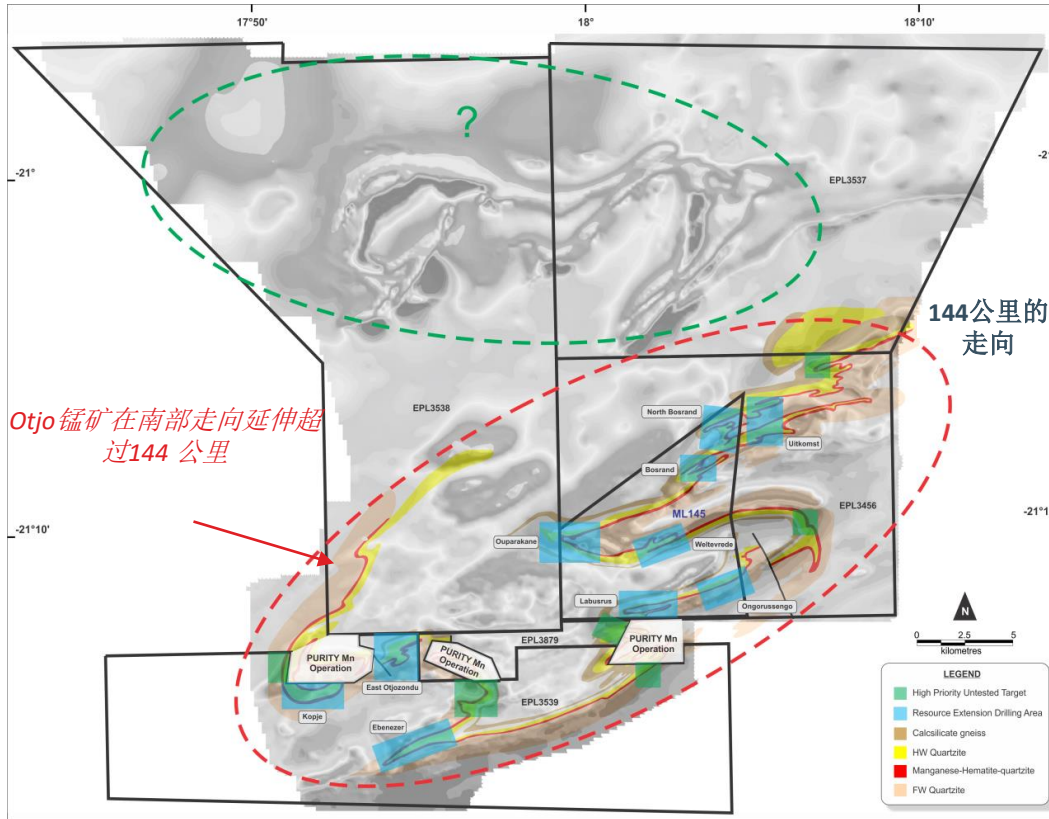 17°50'
18°
18°10'
?
-21°
EPL3537
144公里的
走向
Otjo锰矿在南部走向延伸超
过144 公里
EPL3538
North Bosrand
Uitkomst
Bosrand
-21°10'
ML145
EPL3456
-21°1
Ouparakane
Weltevrede
Labusrus
Ongorussengo
N
0 2.5 5
kilometres
EPL3879
PURITY Mn
Operation
PURITY Mn
Operation
PURITY Mn
Operation
East Otjozondu
Kopje
EPL3539
Ebenezer
LEGEND
High Priority Untested Target
Resource Extension Drilling Area
Calcsilicate gneiss
HW Quartzite
Manganese-Hematite-quartzite
FW Quartzite